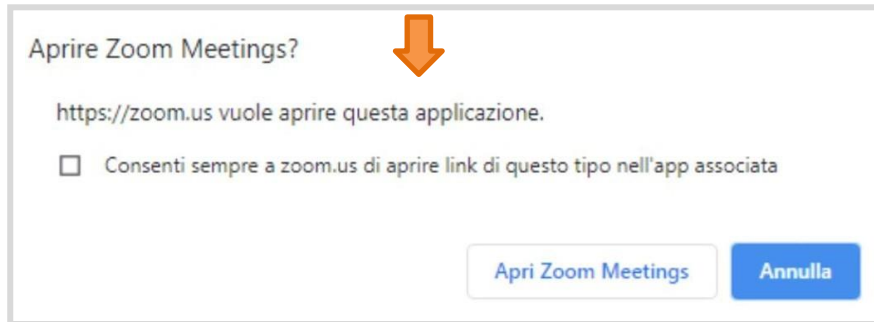 Aprire Zoom Meetings?
https://zoom.us vuole aprire questa applicazione.
Consenti sempre a zoom.us di aprire link di questo tipo nell'app associata
Apri Zoom Meetings
Annulla